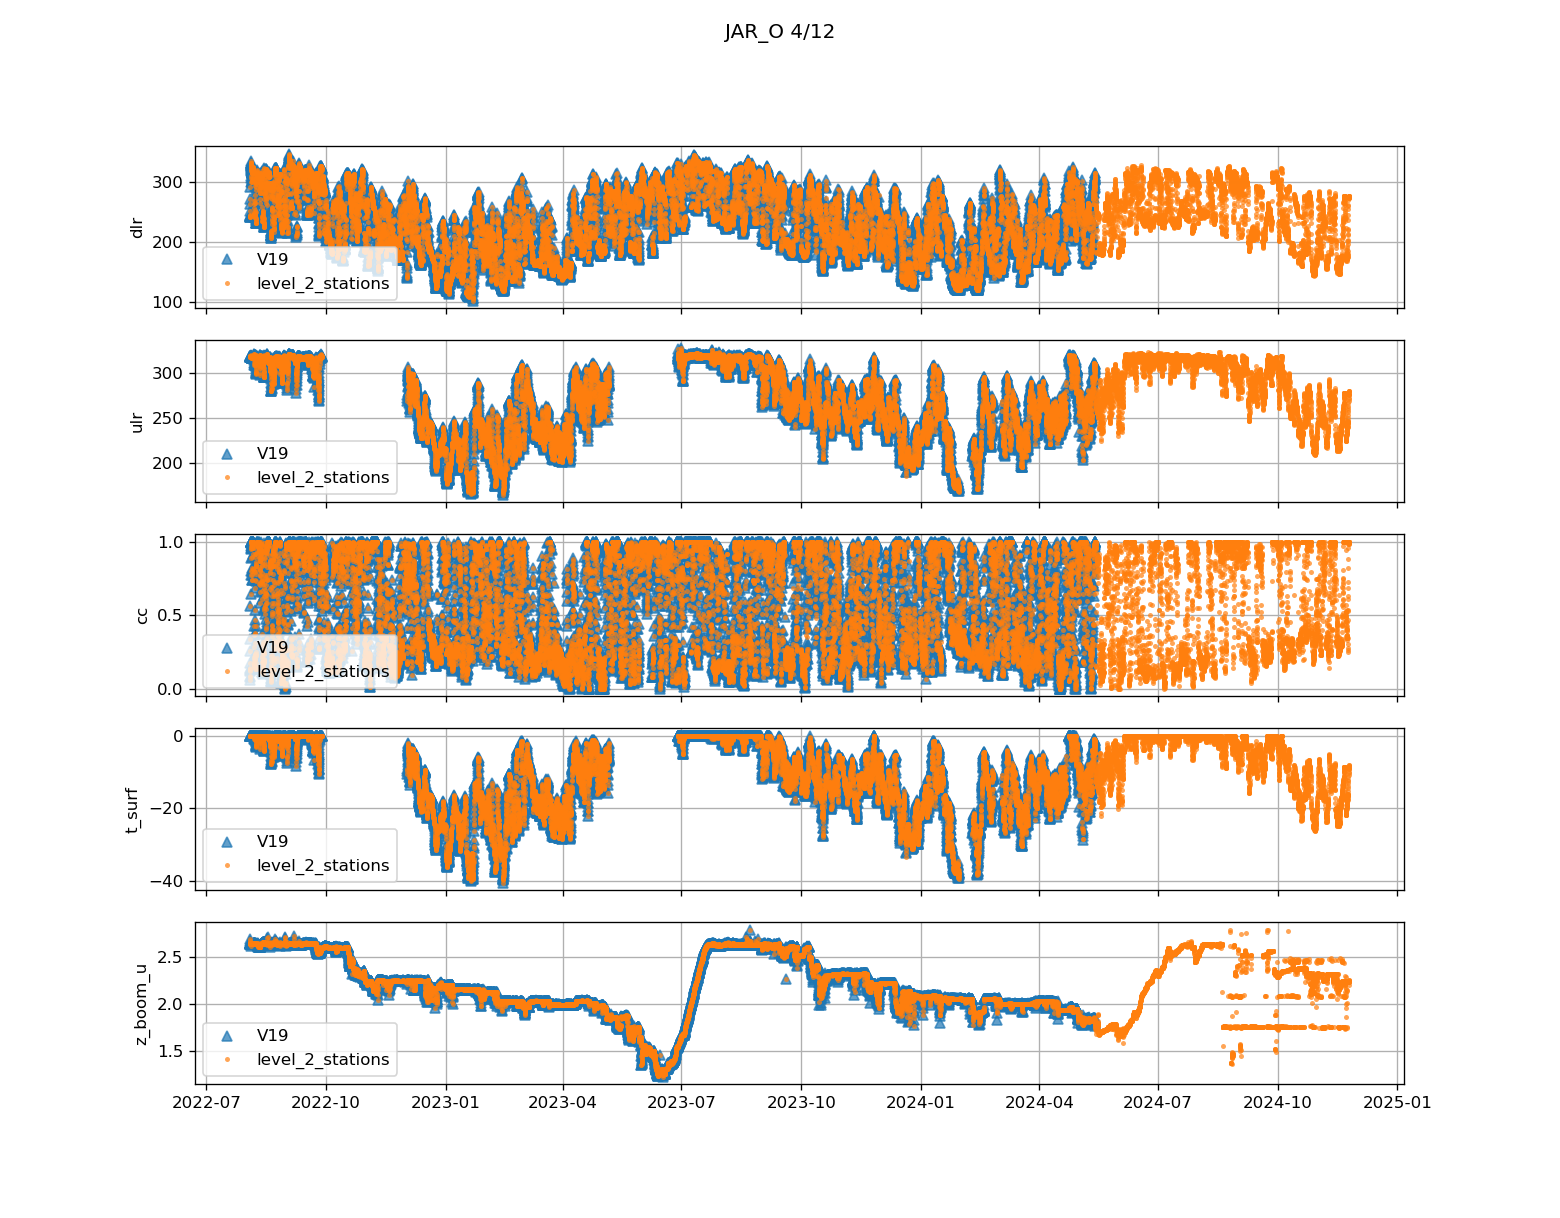 JAR_O 4/12
300
200
100
dlr
V19
level_2_stations
300
250
200
ulr
V19
level_2_stations
1.0
0.5
0.0
cc
V19
level_2_stations
0
−20
−40
t_surf
V19
level_2_stations
2.5
2.0
1.5
z_boom_u
V19
level_2_stations
2022-07 2022-10 2023-01 2023-04 2023-07 2023-10 2024-01 2024-04 2024-07 2024-10 2025-01